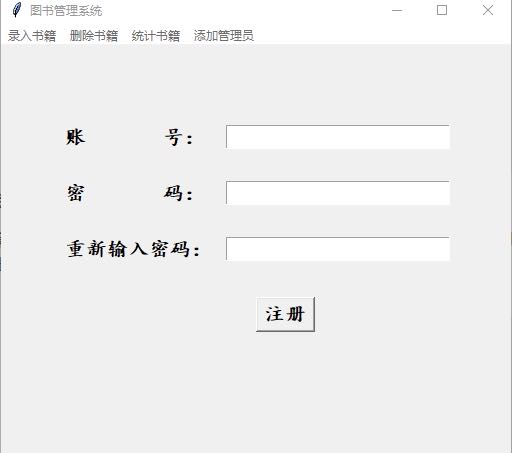 图书管理系统
录入书籍 删除书籍 统计书籍 添加管理员
账 号：
密 码：
重新输入密码：
注册